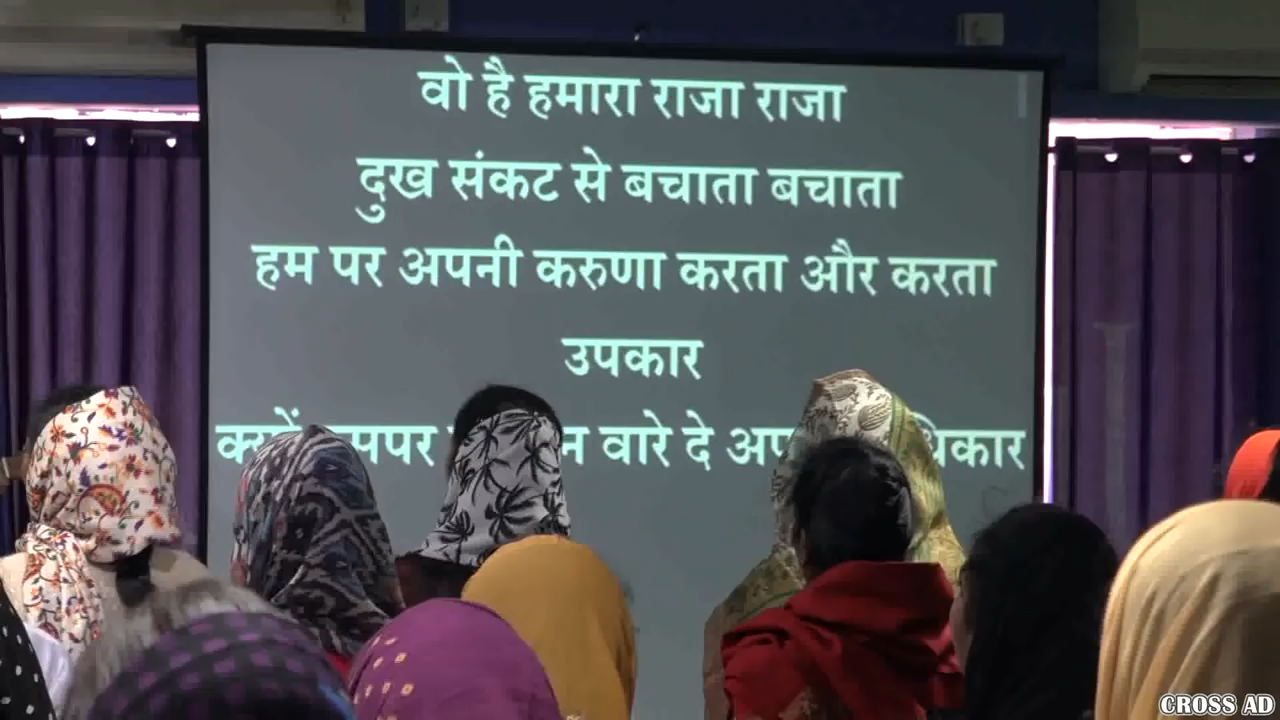 वो है हमारा राजा राजा
दुख संकट से बचाता बचाता
हम पर अपनी करुणा करता और करता
उपकार
वारे दे
CROSS AD